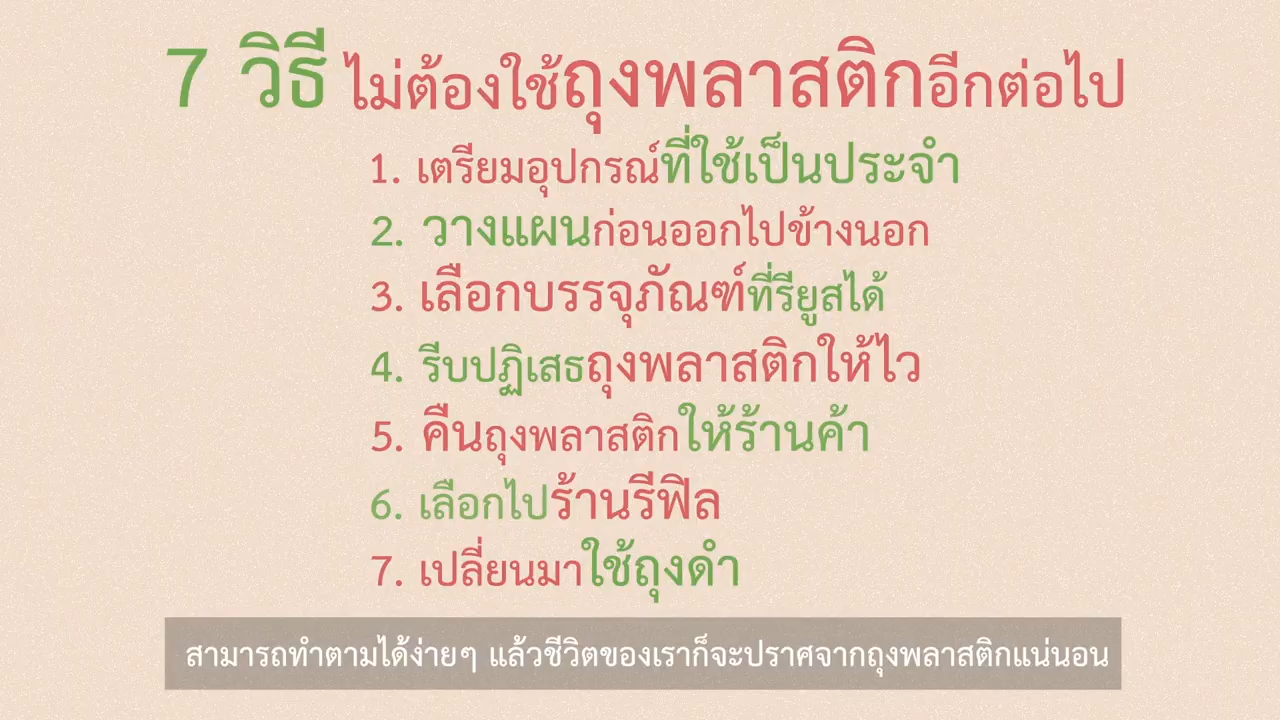 7 วิธี ไม่ต้องใช้ถุงพลาสติกอีกต่อไป
1. เตรียมอุปกรณ์ที่ใช้เป็นประจำ
2. วางแผนก่อนออกไปข้างนอก
3. เลือกบรรจุภัณฑ์ที่รียูสได้
4. รีบปฏิเสธถุงพลาสติกให้ไว
5. คืนถุงพลาสติกให้ร้านค้า
6. เลือกไปร้านรีฟิล
7. เปลี่ยนมาใช้ถุงดำ
สามารถทำตามได้ง่ายๆ แล้วชีวิตของเราก็จะปราศจากถุงพลาสติกแน่นอน